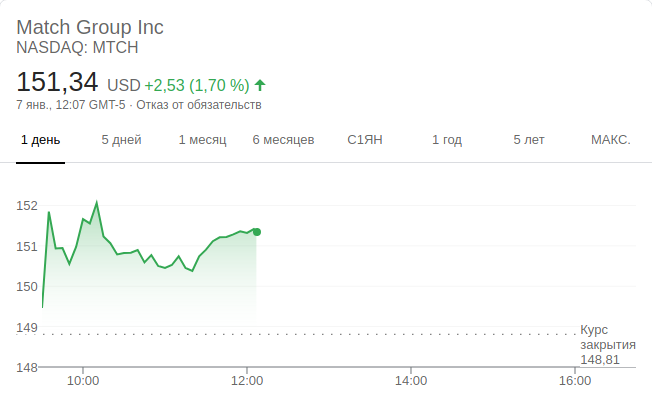 Match Group Inc
NASDAQ: MTCH
151,34 USD +2,53 (1,70 %)
7 янв., 12:07 GMT-5 · Отказ от обязательств
1 день 5 дней 1 месяц 6 месяцев С1ЯН 1 год 5 лет МАКС.
152
151
150
149
148
Курс
закрытия
148,81
10:00 12:00 14:00 16:00